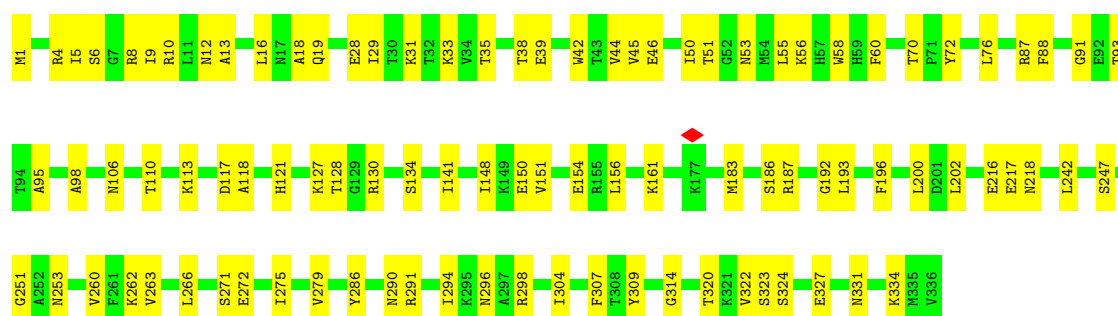 M1 R4 I5 S6 G7 R8 I9 R10 L11 N12 A13 L16 N17 A18 Q19 E28 I29 T30 K31 T32 K33 V34 T35 T38 E39 W42 T43 V44 V45 E46 I50 T51 G52 N53 M54 L55 K56 H57 W58 H59 F60 T70 P71 Y72 L76 R87 F88 G91 E92 T93
T94 A95 A98 N106 T110 K113 D117 A118 H121 K127 T128 G129 R130 S134 I141 I148 K149 E150 V151 E154 R155 L156 K161 K177 M183 S186 R187 G192 L193 F196 L200 D201 L202 E216 E217 N218 L242 S247
G251 A252 N253 V260 F261 K262 V263 L266 S271 E272 I275 V279 Y286 N290 R291 I294 K295 N296 A297 R298 I304 F307 T308 Y309 G314 T320 K321 V322 S323 S324 E327 N331 K334 M335 V336